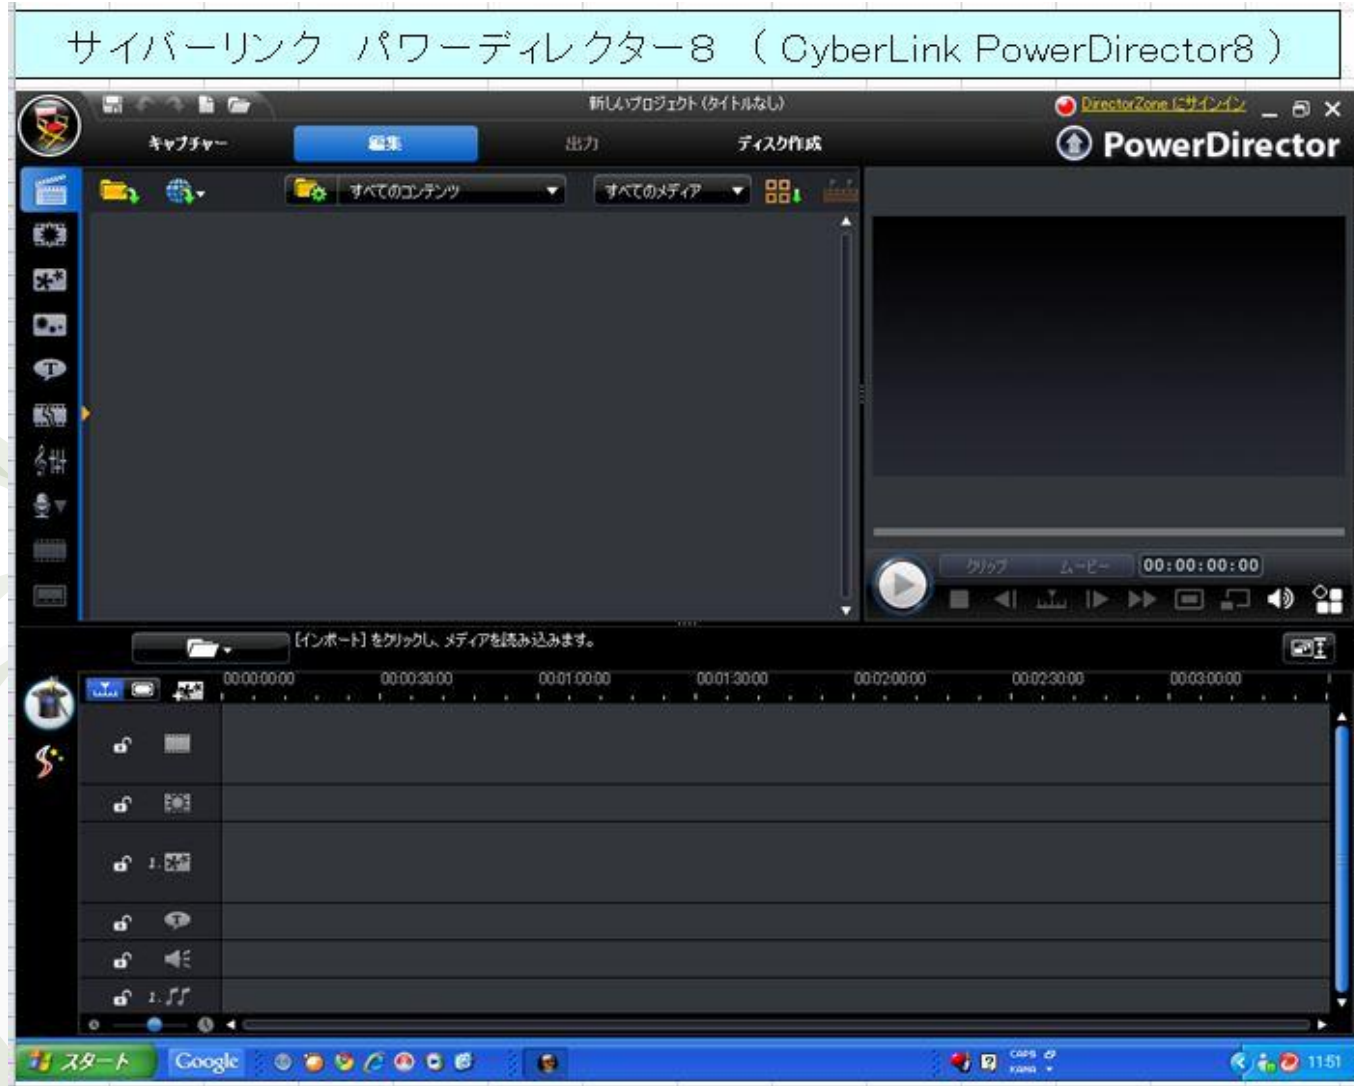 サイバーリンク パワーディレクター8 ( CyberLink PowerDirector8 )
新しいプロジェクト (タイトルなし)
DirectorZone にサインイン
キャプチャー 編集 出力 ディスク作成
PowerDirector
すべてのコンテンツ すべてのメディア
クリップ ムービー 00:00:00:00
[インポート] をクリックし、メディアを読み込みます。
00:00:00:00 00:00:30:00 00:01:00:00 00:01:30:00 00:02:00:00 00:02:30:00 00:03:00:00
1.
2.
スタート Google CAPS KANA 11:51